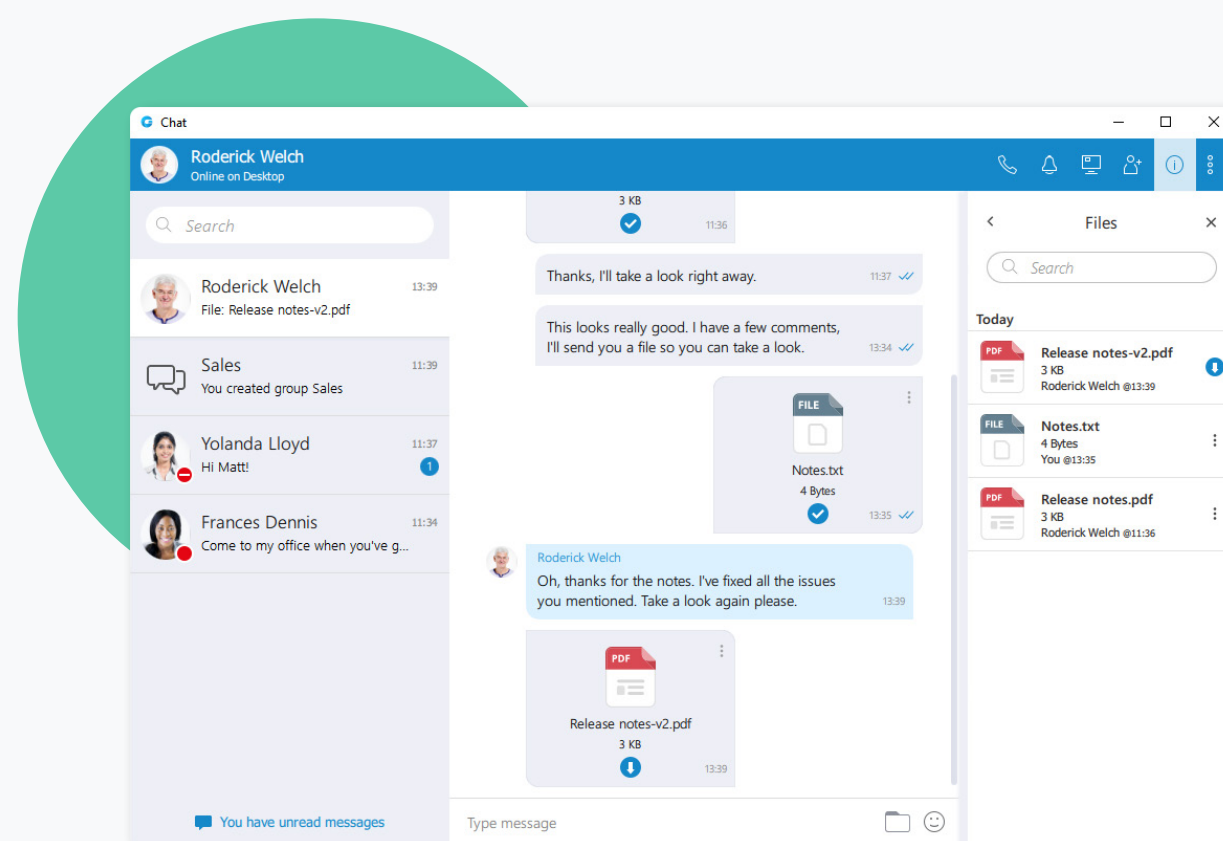 Chat
Roderick Welch
Online on Desktop
Search
Roderick Welch
13:39
File: Release notes-v2.pdf
Sales
11:39
You created group Sales
Yolanda Lloyd
11:37
Hi Matt!
1
Frances Dennis
11:34
Come to my office when you've g...
You have unread messages
3 KB
11:36
Thanks, I'll take a look right away.
11:37
This looks really good. I have a few comments,
I'll send you a file so you can take a look.
13:34
FILE
Notes.txt
4 Bytes
13:35
Roderick Welch
Oh, thanks for the notes. I've fixed all the issues
you mentioned. Take a look again please.
13:39
PDF
Release notes-v2.pdf
3 KB
13:39
Type message
Files
Search
Today
PDF
Release notes-v2.pdf
3 KB
Roderick Welch @13:39
FILE
Notes.txt
4 Bytes
You @13:35
PDF
Release notes.pdf
3 KB
Roderick Welch @11:36